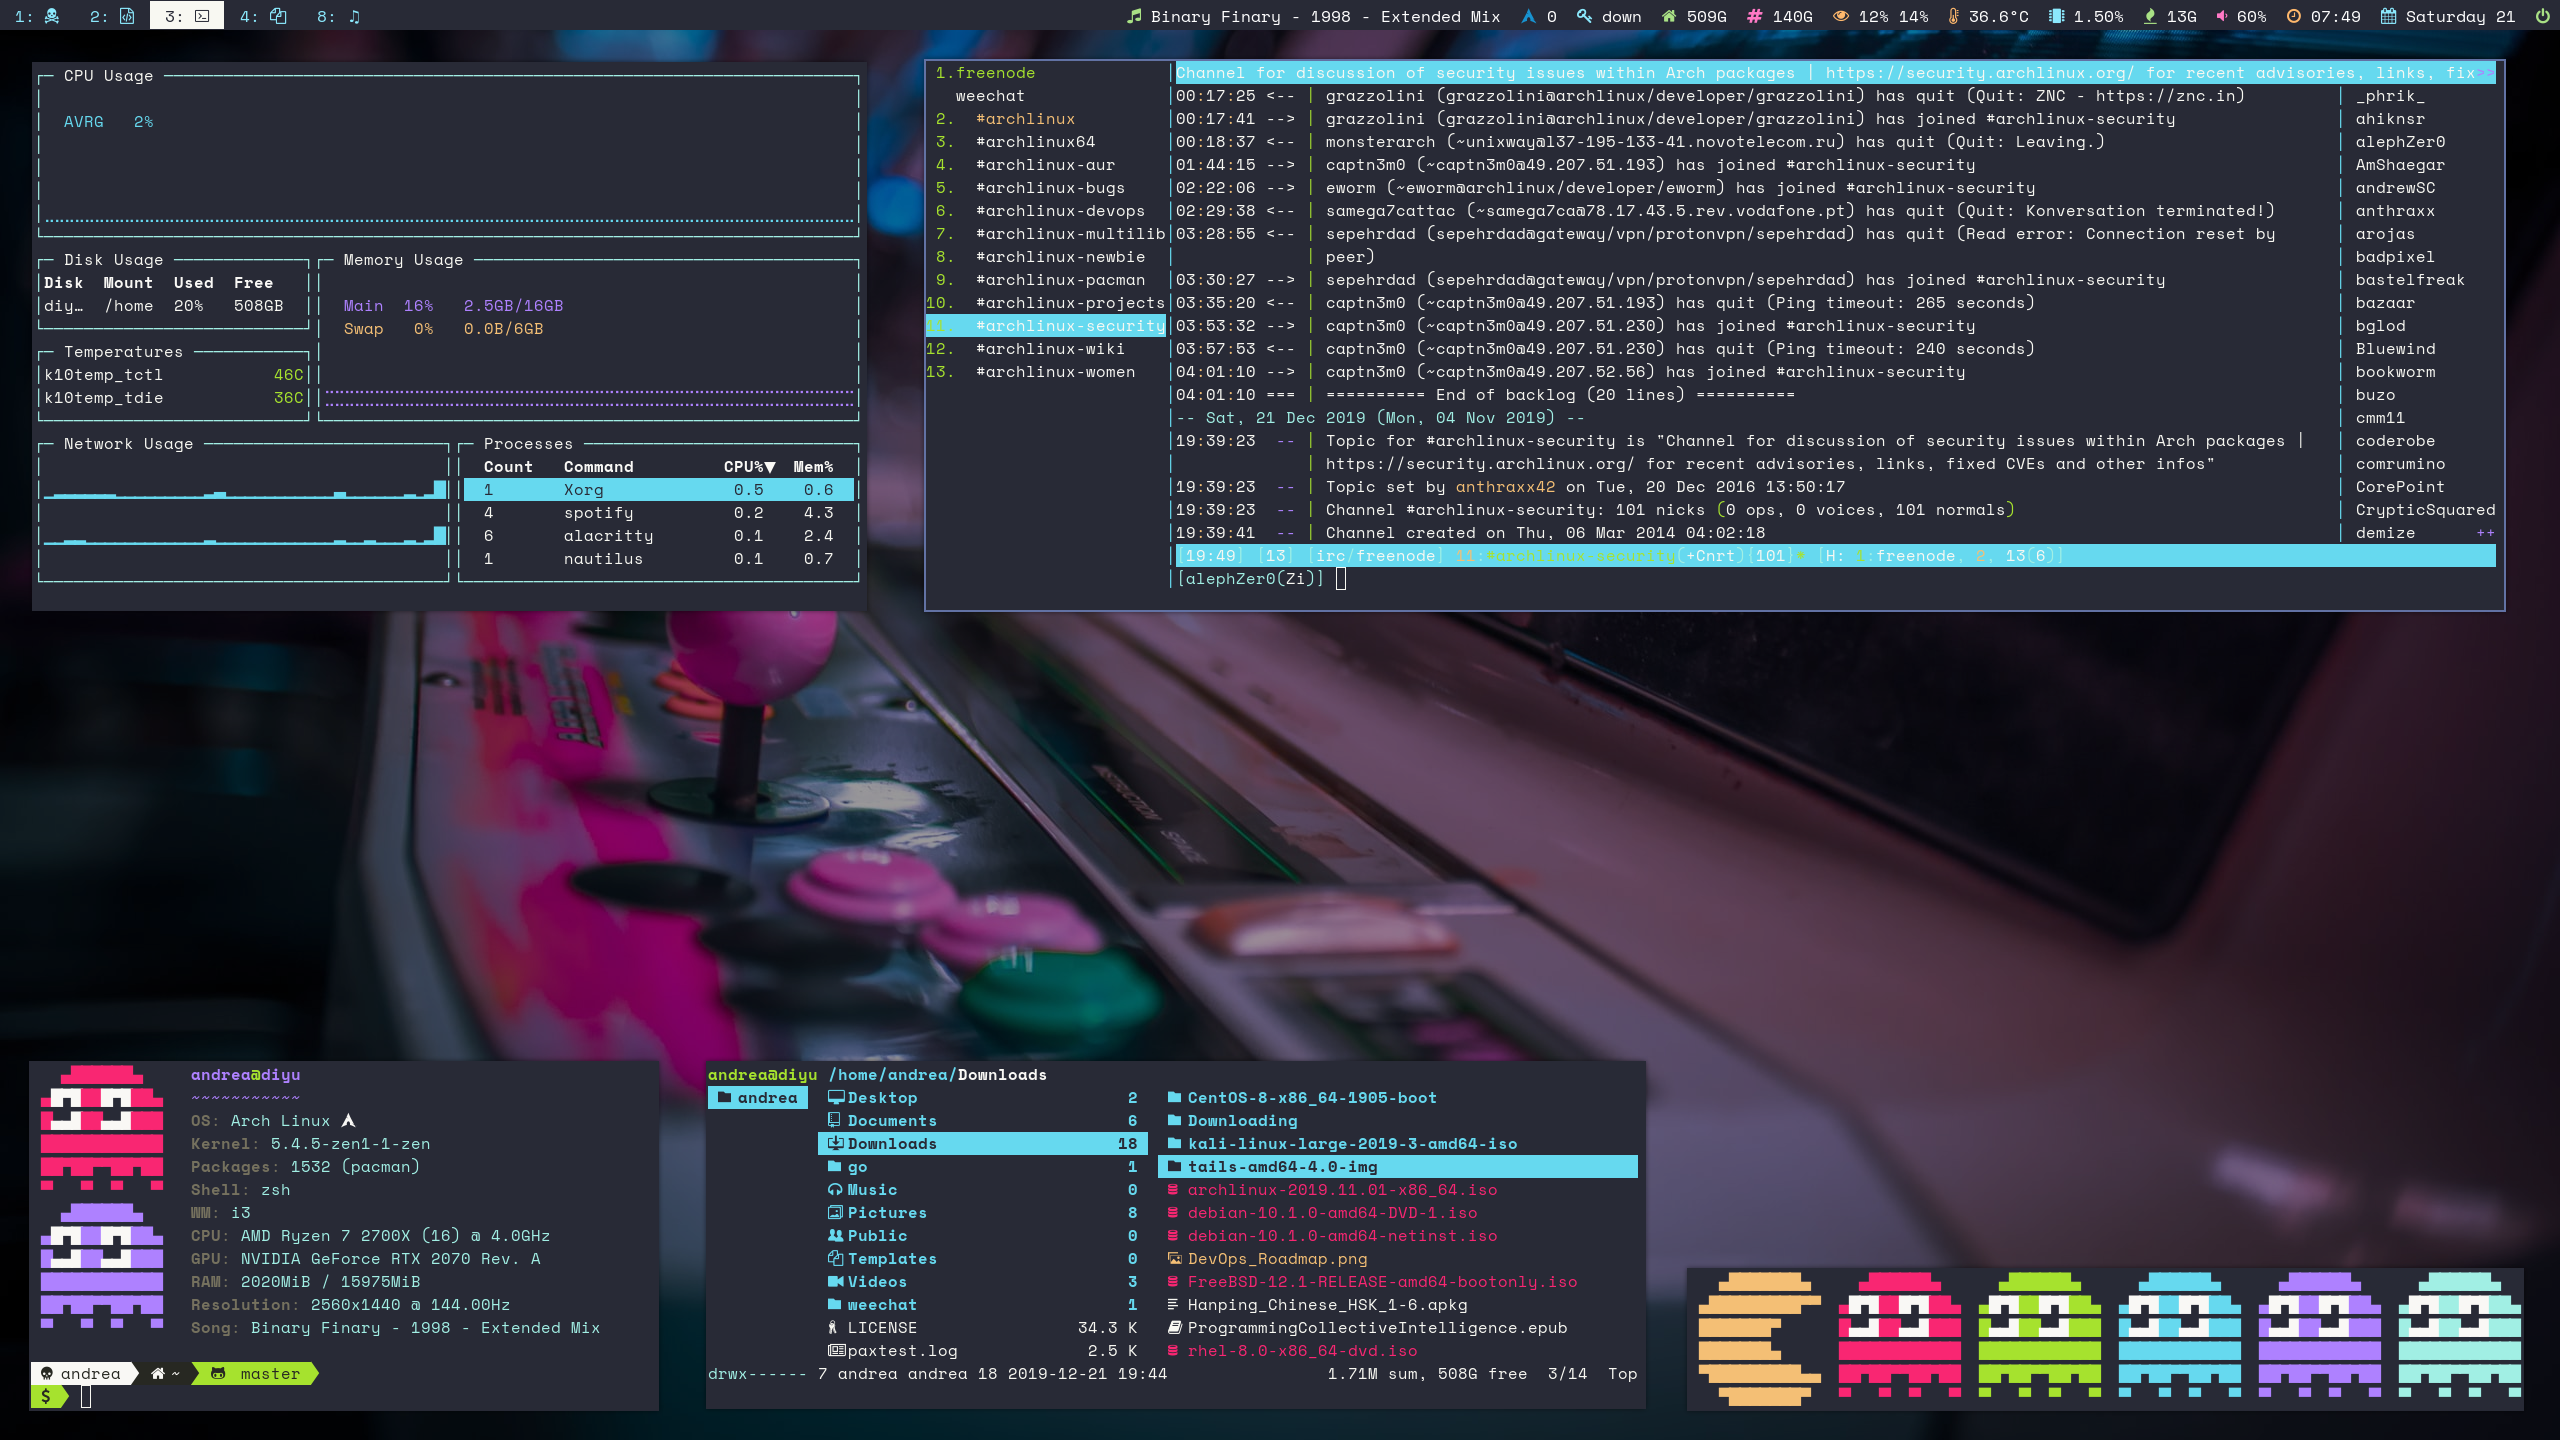 1: 2: 3: 4: 8: ♫ Binary Finary - 1998 - Extended Mix 0 down 509G 140G 12% 14% 36.6°C 1.50% 13G 60% 07:49 Saturday 21
CPU Usage
AVRG 2%
Disk Usage
Disk Mount Used Free
diy… /home 20% 508GB
Memory Usage
Main 16% 2.5GB/16GB
Swap 0% 0.0B/6GB
Temperatures
k10temp_tctl 46C
k10temp_tdie 36C
Network Usage
Processes
Count Command CPU%▼ Mem%
1 Xorg 0.5 0.6
4 spotify 0.2 4.3
6 alacritty 0.1 2.4
1 nautilus 0.1 0.7
1.freenode
weechat
2. #archlinux
3. #archlinux64
4. #archlinux-aur
5. #archlinux-bugs
6. #archlinux-devops
7. #archlinux-multilib
8. #archlinux-newbie
9. #archlinux-pacman
10. #archlinux-projects
11. #archlinux-security
12. #archlinux-wiki
13. #archlinux-women
Channel for discussion of security issues within Arch packages | https://security.archlinux.org/ for recent advisories, links, fix>>
00:17:25 <-- | grazzolini (grazzolini@archlinux/developer/grazzolini) has quit (Quit: ZNC - https://znc.in)
00:17:41 --> | grazzolini (grazzolini@archlinux/developer/grazzolini) has joined #archlinux-security
00:18:37 <-- | monsterarch (~unixway@l37-195-133-41.novotelecom.ru) has quit (Quit: Leaving.)
01:44:15 --> | captn3m0 (~captn3m0@49.207.51.193) has joined #archlinux-security
02:22:06 --> | eworm (~eworm@archlinux/developer/eworm) has joined #archlinux-security
02:29:38 <-- | samega7cattac (~samega7ca@78.17.43.5.rev.vodafone.pt) has quit (Quit: Konversation terminated!)
03:28:55 <-- | sepehrdad (sepehrdad@gateway/vpn/protonvpn/sepehrdad) has quit (Read error: Connection reset by
| peer)
03:30:27 --> | sepehrdad (sepehrdad@gateway/vpn/protonvpn/sepehrdad) has joined #archlinux-security
03:35:20 <-- | captn3m0 (~captn3m0@49.207.51.193) has quit (Ping timeout: 265 seconds)
03:53:32 --> | captn3m0 (~captn3m0@49.207.51.230) has joined #archlinux-security
03:57:53 <-- | captn3m0 (~captn3m0@49.207.51.230) has quit (Ping timeout: 240 seconds)
04:01:10 --> | captn3m0 (~captn3m0@49.207.52.56) has joined #archlinux-security
04:01:10 === | ========== End of backlog (20 lines) ==========
-- Sat, 21 Dec 2019 (Mon, 04 Nov 2019) --
19:39:23 -- | Topic for #archlinux-security is "Channel for discussion of security issues within Arch packages |
| https://security.archlinux.org/ for recent advisories, links, fixed CVEs and other infos"
19:39:23 -- | Topic set by anthraxx42 on Tue, 20 Dec 2016 13:50:17
19:39:23 -- | Channel #archlinux-security: 101 nicks (0 ops, 0 voices, 101 normals)
19:39:41 -- | Channel created on Thu, 06 Mar 2014 04:02:18
[19:49] [13] [irc/freenode] 11:#archlinux-security(+Cnrt){101}* [H: 1:freenode, 2, 13(6)]
[alephZer0(Zi)]
_phrik_
ahiknsr
alephZer0
AmShaegar
andrewSC
anthraxx
arojas
badpixel
bastelfreak
bazaar
bglod
Bluewind
bookworm
buzo
cmm11
coderobe
comrumino
CorePoint
CrypticSquared
demize ++
INSTRUCTION
andrea@diyu
~~~~~~~~~~~
OS: Arch Linux
Kernel: 5.4.5-zen1-1-zen
Packages: 1532 (pacman)
Shell: zsh
WM: i3
CPU: AMD Ryzen 7 2700X (16) @ 4.0GHz
GPU: NVIDIA GeForce RTX 2070 Rev. A
RAM: 2020MiB / 15975MiB
Resolution: 2560x1440 @ 144.00Hz
Song: Binary Finary - 1998 - Extended Mix
andrea ~ master
$
andrea@diyu /home/andrea/Downloads
andrea
Desktop 2
Documents 6
Downloads 18
go 1
Music 0
Pictures 8
Public 0
Templates 0
Videos 3
weechat 1
LICENSE 34.3 K
paxtest.log 2.5 K
CentOS-8-x86_64-1905-boot
Downloading
kali-linux-large-2019-3-amd64-iso
tails-amd64-4.0-img
archlinux-2019.11.01-x86_64.iso
debian-10.1.0-amd64-DVD-1.iso
debian-10.1.0-amd64-netinst.iso
DevOps_Roadmap.png
FreeBSD-12.1-RELEASE-amd64-bootonly.iso
Hanping_Chinese_HSK_1-6.apkg
ProgrammingCollectiveIntelligence.epub
rhel-8.0-x86_64-dvd.iso
drwx------ 7 andrea andrea 18 2019-12-21 19:44 1.71M sum, 508G free 3/14 Top